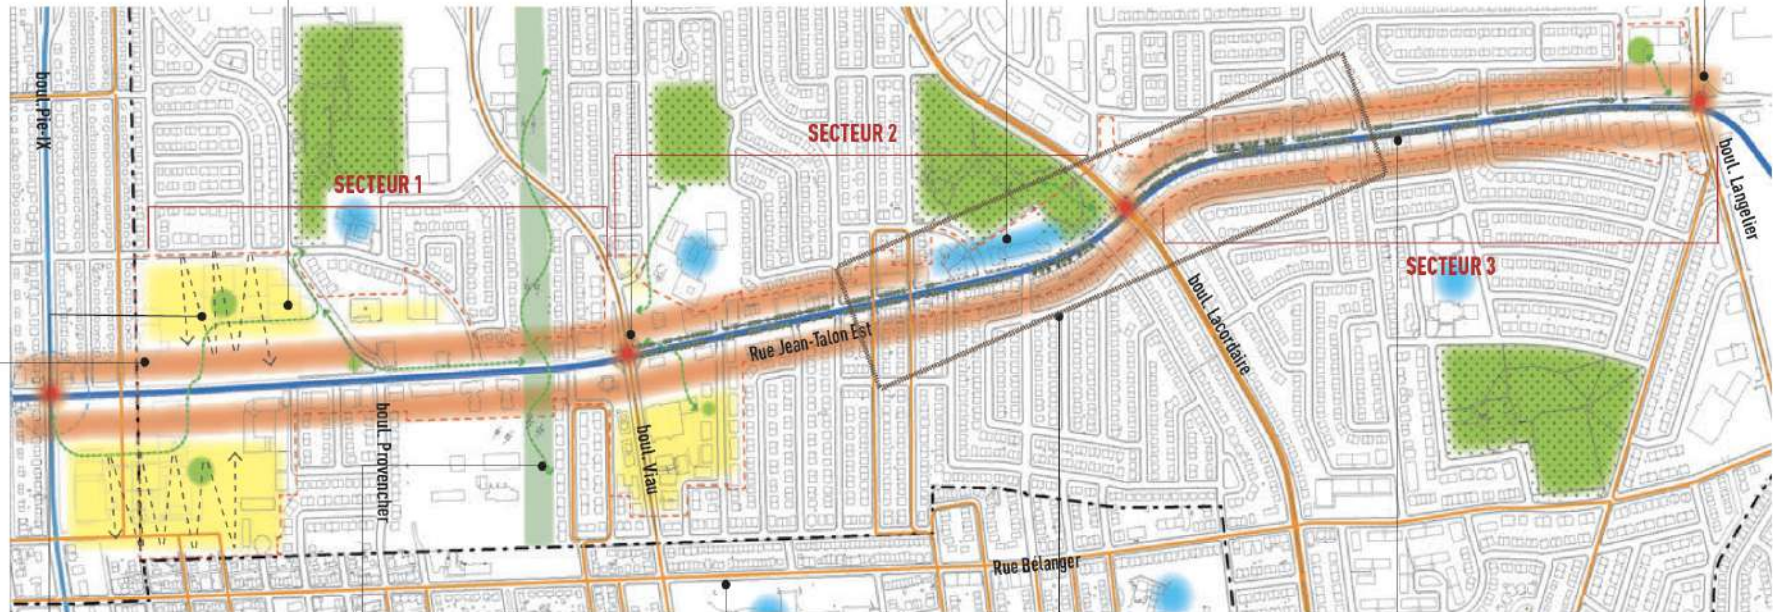 boul. Pie-IX
SECTEUR 1
SECTEUR 2
SECTEUR 3
boul. Langelier
boul. Lacordaire
Rue Jean-Talon Est
boul. Provencher
boul. Viau
Rue Bélanger